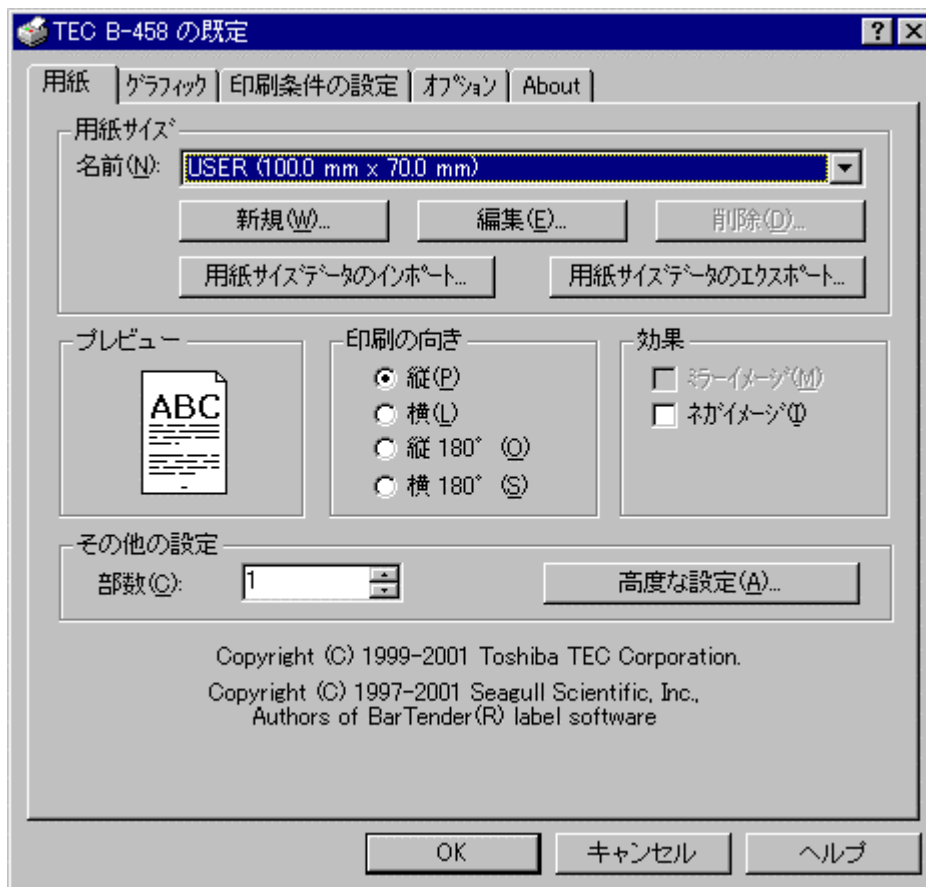 TEC B-458 の既定
用紙 ｸﾞﾗﾌｨｯｸ 印刷条件の設定 ｵﾌﾟｼｮﾝ About
用紙ｻｲｽﾞ
名前(N): USER (100.0 mm x 70.0 mm)
新規(W)... 編集(E)... 削除(D)...
用紙ｻｲｽﾞﾃﾞｰﾀのｲﾝﾎﾟｰﾄ... 用紙ｻｲｽﾞﾃﾞｰﾀのｴｸｽﾎﾟｰﾄ...
プレビュー
ABC
印刷の向き
縦(P)
横(L)
縦 180ﾟ (O)
横 180ﾟ (S)
効果
ﾐﾗｰｲﾒｰｼﾞ(M)
ﾈｶﾞｲﾒｰｼﾞ(I)
その他の設定
部数(C): 1 高度な設定(A)...
Copyright (C) 1999-2001 Toshiba TEC Corporation.
Copyright (C) 1997-2001 Seagull Scientific, Inc.,
Authors of BarTender(R) label software
OK キャンセル ヘルプ